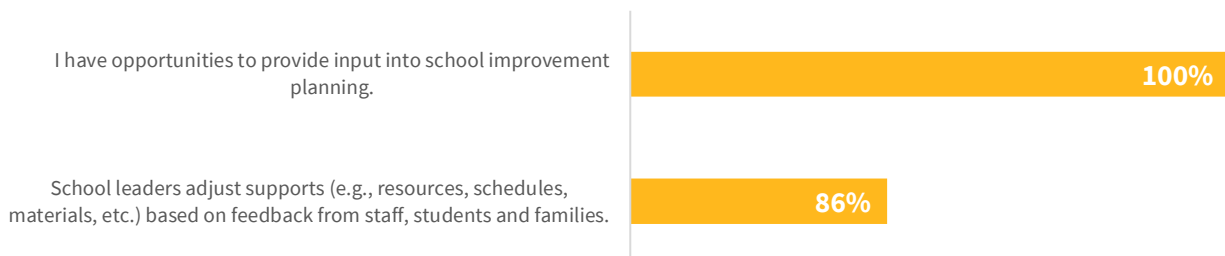 I have opportunities to provide input into school improvement
planning.
100%
School leaders adjust supports (e.g., resources, schedules,
materials, etc.) based on feedback from staff, students and families.
86%